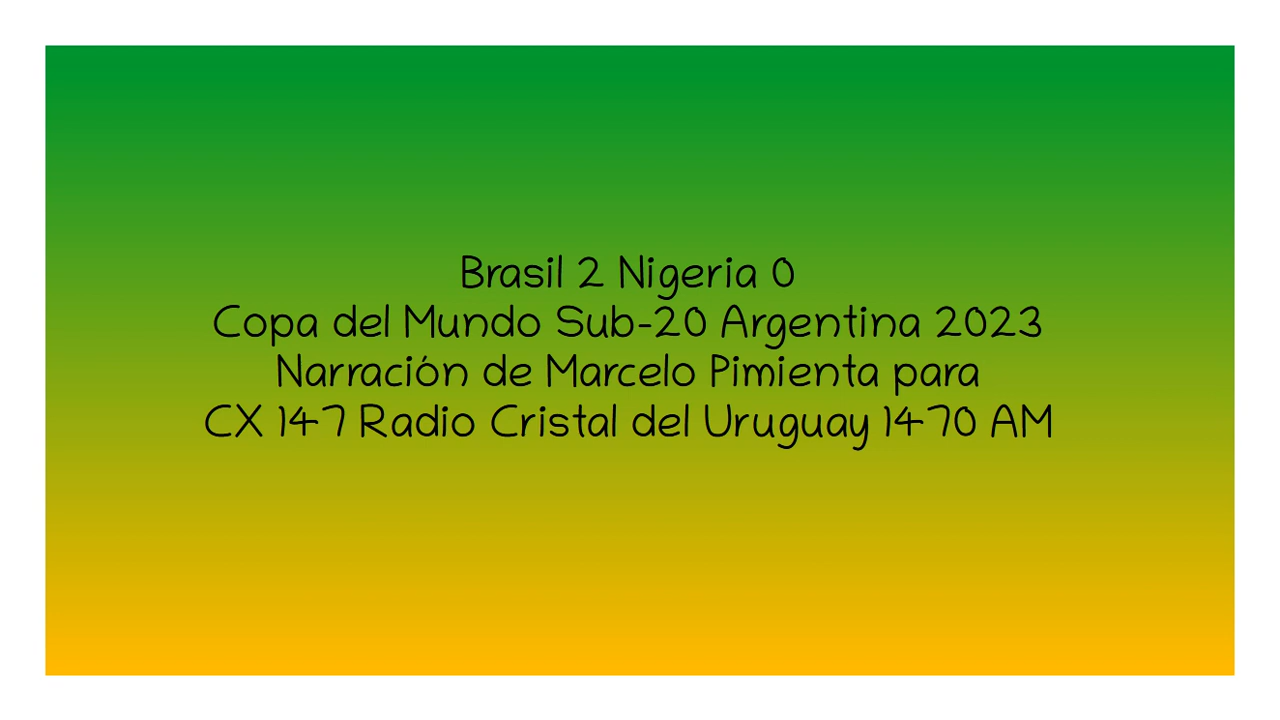 Brasil 2 Nigeria 0
Copa del Mundo Sub-20 Argentina 2023
Narración de Marcelo Pimienta para
CX 147 Radio Cristal del Uruguay 1470 AM